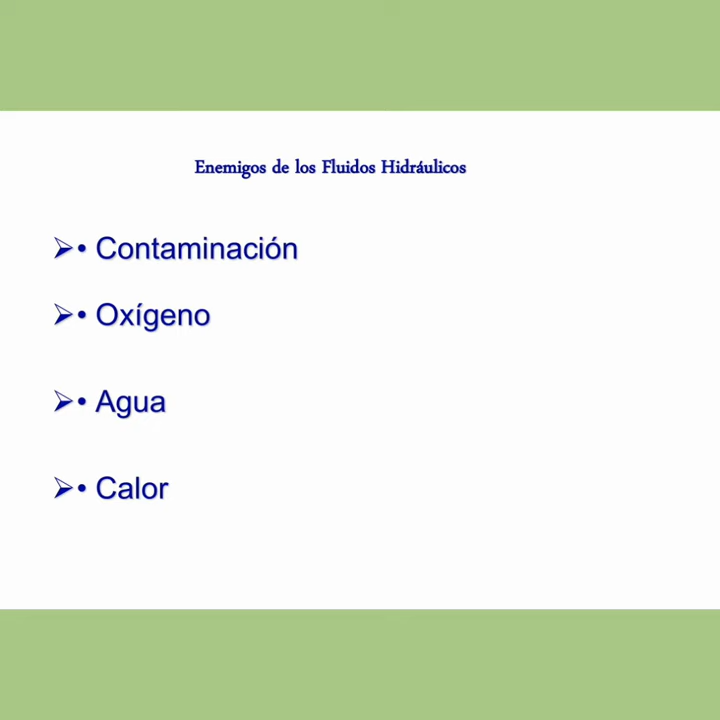 Enemigos de los Fluidos Hidráulicos
➢• Contaminación
➢• Oxígeno
➢• Agua
➢• Calor